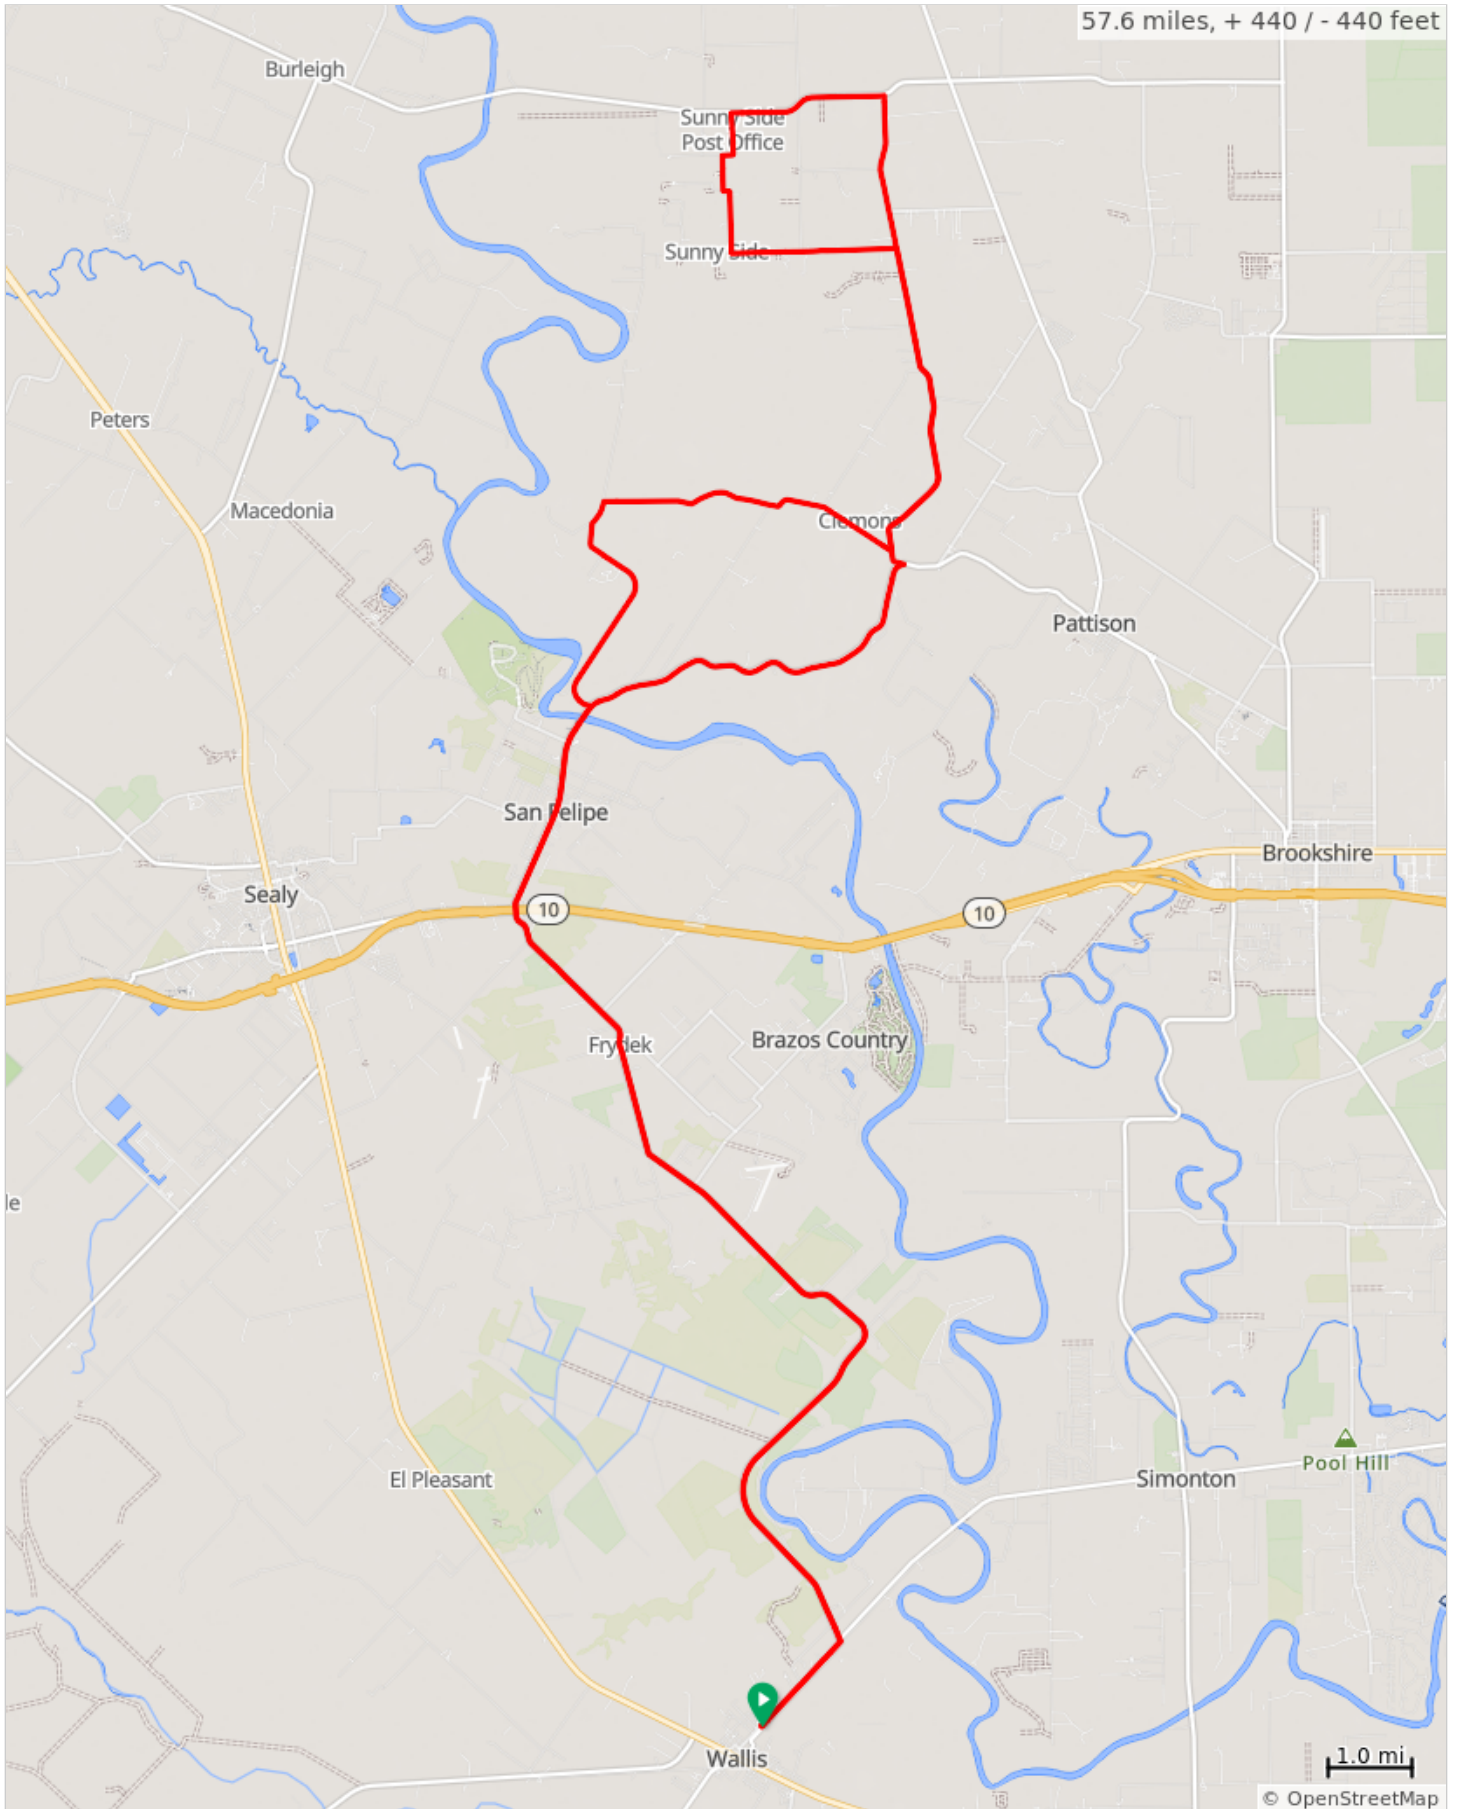 57.6 miles, + 440 / - 440 feet
Burleigh
Sunny Side
Post Office
Sunny Side
Peters
Macedonia
Clemons
Pattison
San Felipe
Brookshire
Sealy
10
10
Frydek
Brazos Country
le
El Pleasant
Simonton
Pool Hill
Wallis
1.0 mi
© OpenStreetMap